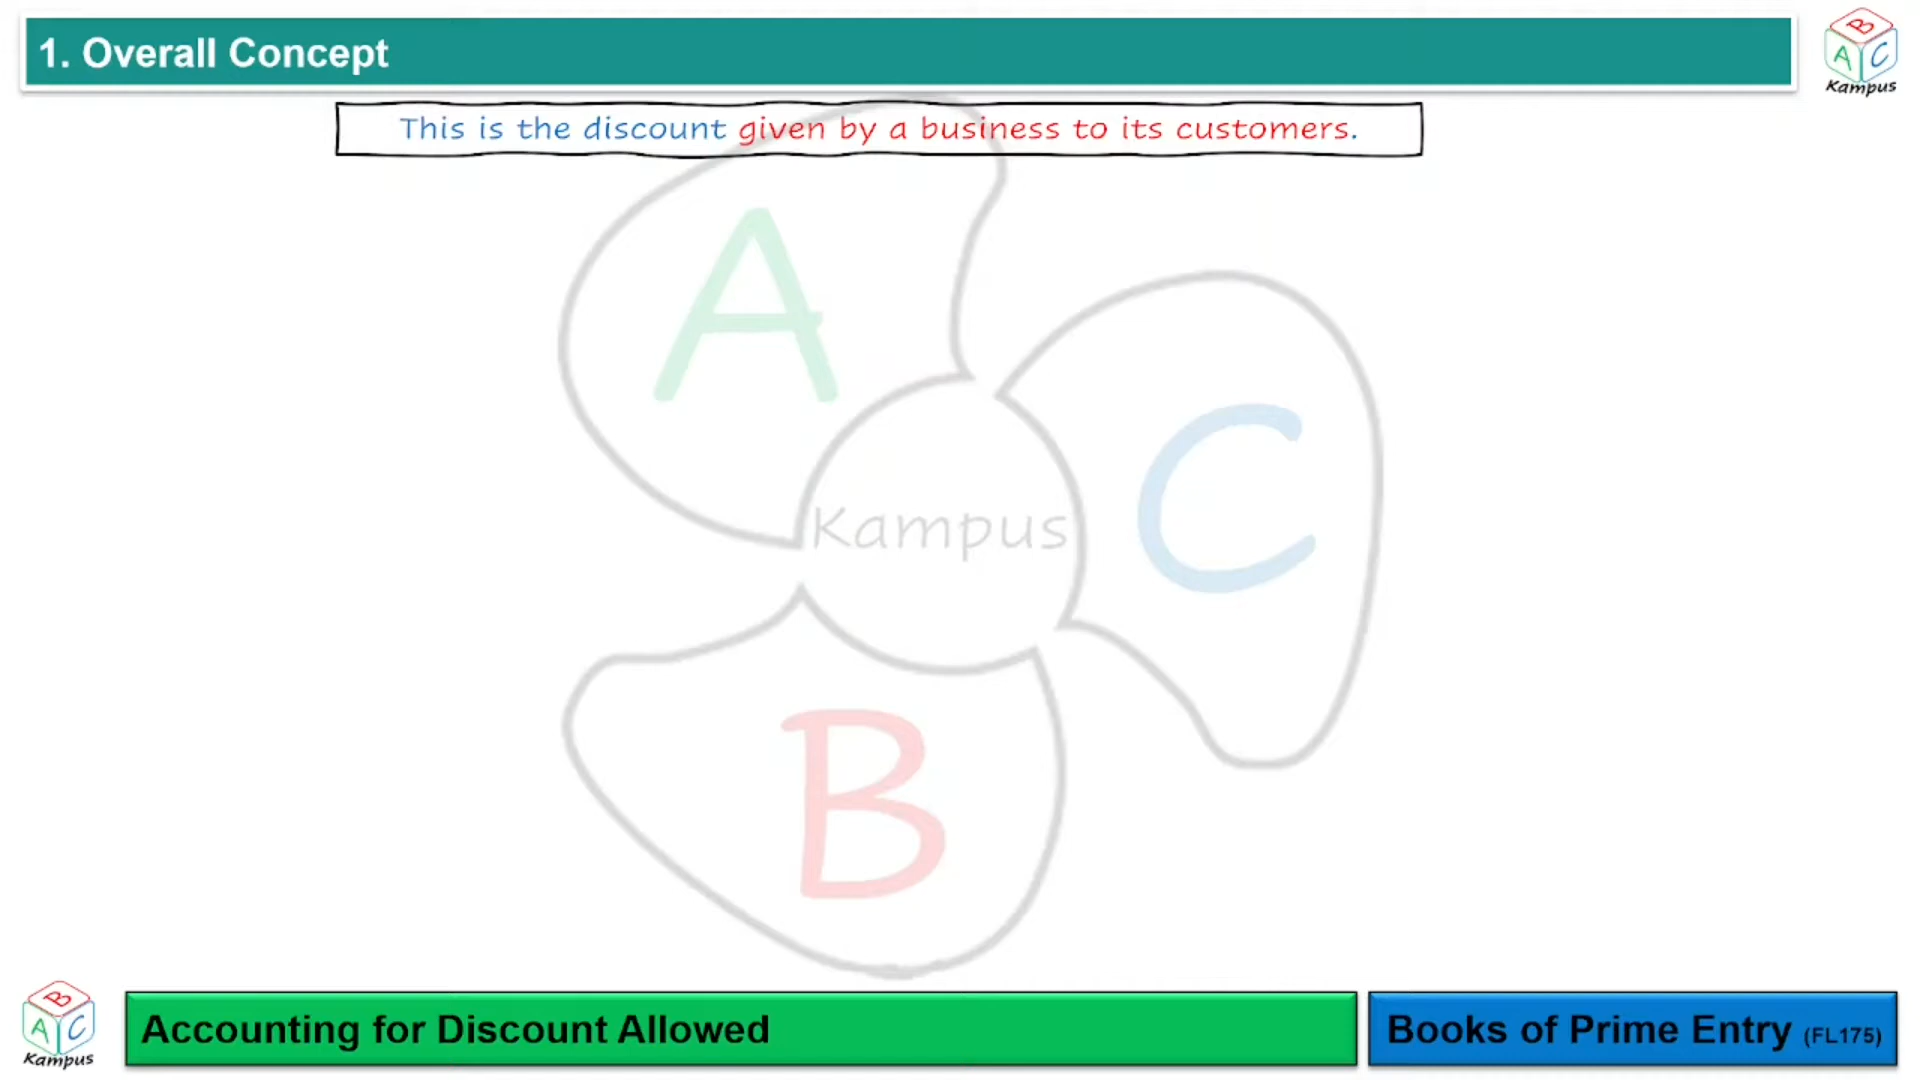 1. Overall Concept
B
A C
Kampus
This is the discount given by a business to its customers.
A
C
Kampus
B
B
A C
Kampus
Accounting for Discount Allowed
Books of Prime Entry (FL175)